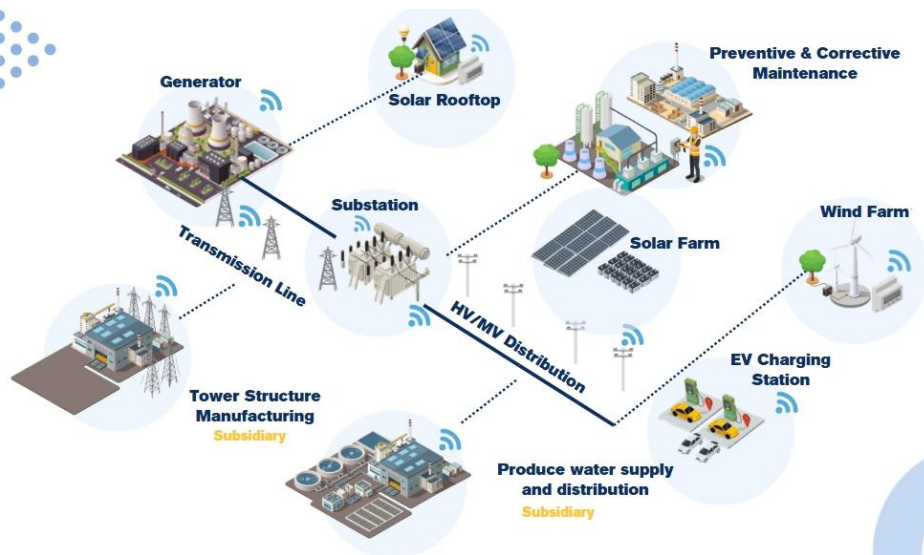 Preventive & Corrective
Maintenance
Generator
Solar Rooftop
Substation
Wind Farm
Solar Farm
Transmission Line
HV/MV Distribution
EV Charging
Station
Tower Structure
Manufacturing
Subsidiary
Produce water supply
and distribution
Subsidiary